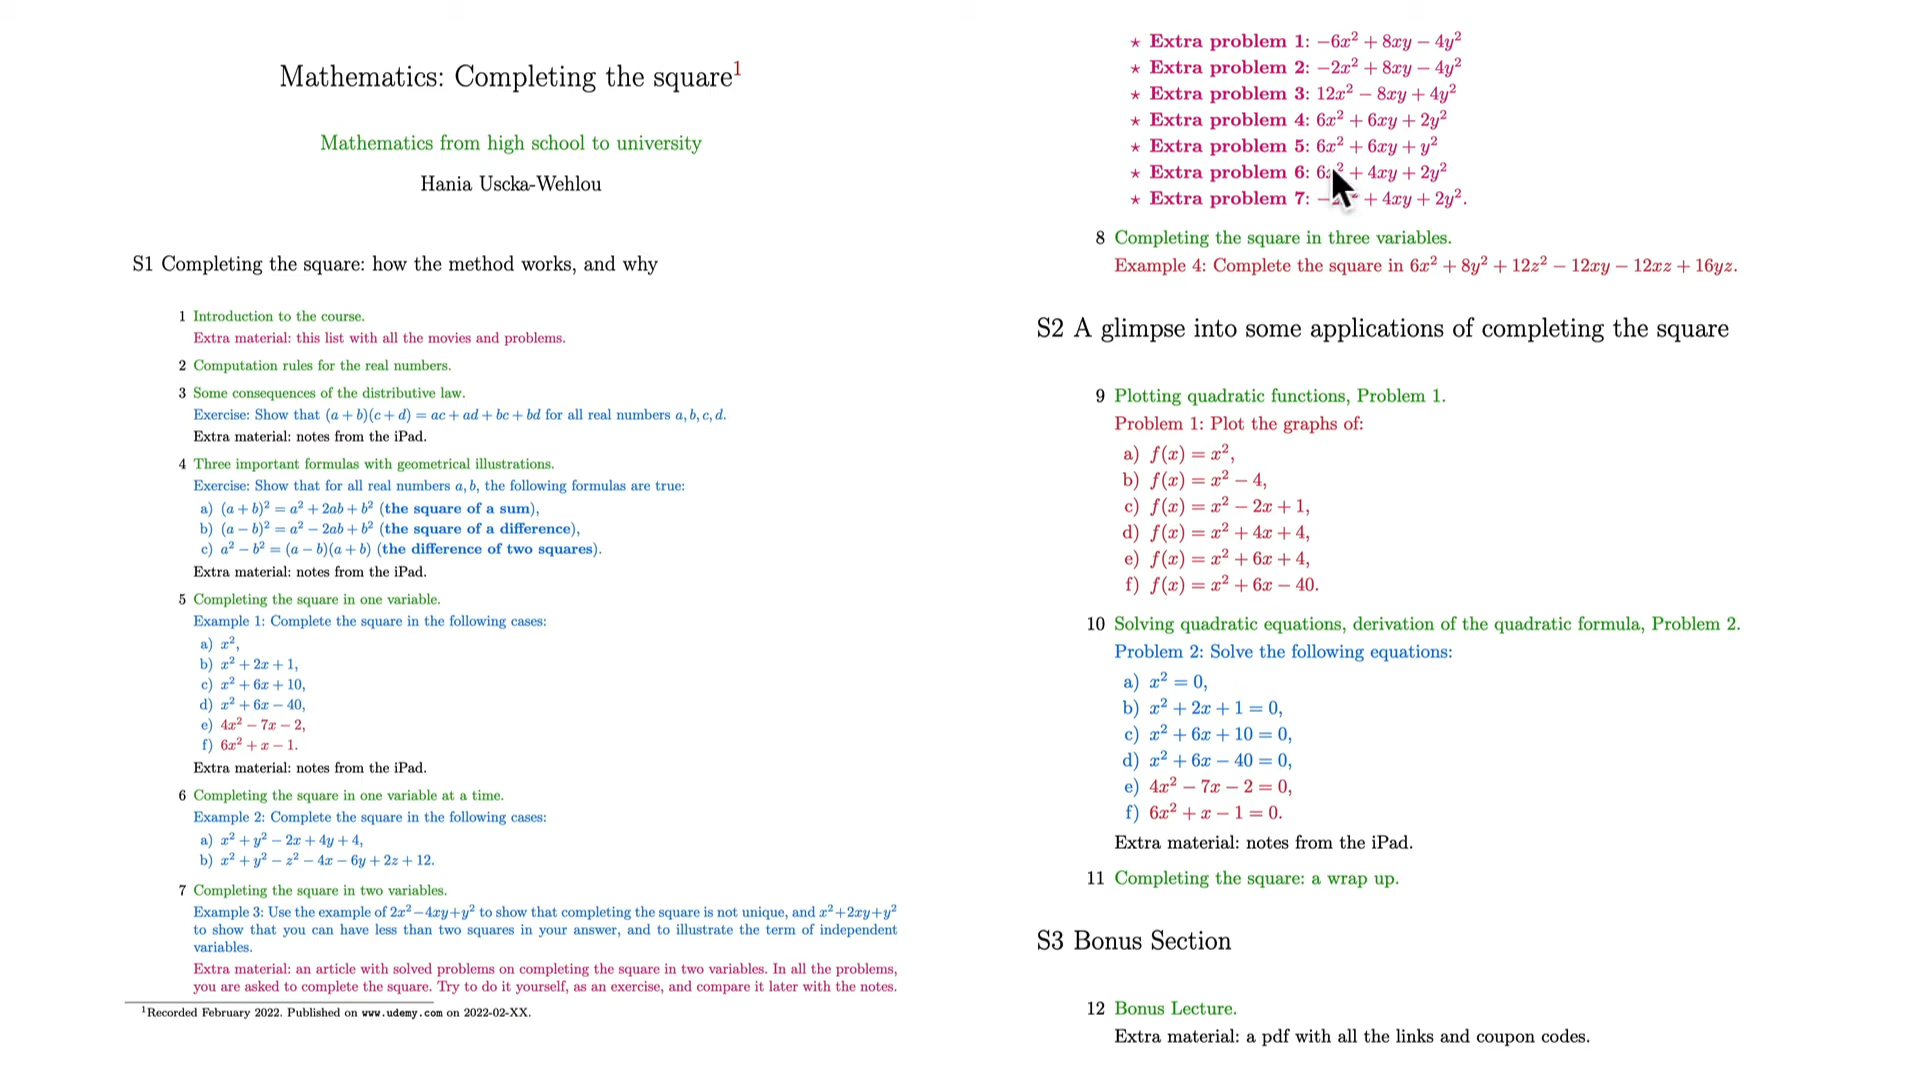 Mathematics: Completing the square¹
Mathematics from high school to university
Hania Uscka-Wehlou
S1 Completing the square: how the method works, and why
1 Introduction to the course.
Extra material: this list with all the movies and problems.
2 Computation rules for the real numbers.
3 Some consequences of the distributive law.
Exercise: Show that (a + b)(c + d) = ac + ad + bc + bd for all real numbers a, b, c, d.
Extra material: notes from the iPad.
4 Three important formulas with geometrical illustrations.
Exercise: Show that for all real numbers a, b, the following formulas are true:
a) (a + b)² = a² + 2ab + b² (the square of a sum),
b) (a − b)² = a² − 2ab + b² (the square of a difference),
c) a² − b² = (a − b)(a + b) (the difference of two squares).
Extra material: notes from the iPad.
5 Completing the square in one variable.
Example 1: Complete the square in the following cases:
a) x²,
b) x² + 2x + 1,
c) x² + 6x + 10,
d) x² + 6x − 40,
e) 4x² − 7x − 2,
f) 6x² + x − 1.
Extra material: notes from the iPad.
6 Completing the square in one variable at a time.
Example 2: Complete the square in the following cases:
a) x² + y² − 2x + 4y + 4,
b) x² + y² − z² − 4x − 6y + 2z + 12.
7 Completing the square in two variables.
Example 3: Use the example of 2x²−4xy+y² to show that completing the square is not unique, and x²+2xy+y²
to show that you can have less than two squares in your answer, and to illustrate the term of independent
variables.
Extra material: an article with solved problems on completing the square in two variables. In all the problems,
you are asked to complete the square. Try to do it yourself, as an exercise, and compare it later with the notes.
¹Recorded February 2022. Published on www.udemy.com on 2022-02-XX.
⋆ Extra problem 1: −6x² + 8xy − 4y²
⋆ Extra problem 2: −2x² + 8xy − 4y²
⋆ Extra problem 3: 12x² − 8xy + 4y²
⋆ Extra problem 4: 6x² + 6xy + 2y²
⋆ Extra problem 5: 6x² + 6xy + y²
⋆ Extra problem 6: 6x² + 4xy + 2y²
⋆ Extra problem 7: + 4xy + 2y².
8 Completing the square in three variables.
Example 4: Complete the square in 6x² + 8y² + 12z² − 12xy − 12xz + 16yz.
S2 A glimpse into some applications of completing the square
9 Plotting quadratic functions, Problem 1.
Problem 1: Plot the graphs of:
a) f(x) = x²,
b) f(x) = x² − 4,
c) f(x) = x² − 2x + 1,
d) f(x) = x² + 4x + 4,
e) f(x) = x² + 6x + 4,
f) f(x) = x² + 6x − 40.
10 Solving quadratic equations, derivation of the quadratic formula, Problem 2.
Problem 2: Solve the following equations:
a) x² = 0,
b) x² + 2x + 1 = 0,
c) x² + 6x + 10 = 0,
d) x² + 6x − 40 = 0,
e) 4x² − 7x − 2 = 0,
f) 6x² + x − 1 = 0.
Extra material: notes from the iPad.
11 Completing the square: a wrap up.
S3 Bonus Section
12 Bonus Lecture.
Extra material: a pdf with all the links and coupon codes.